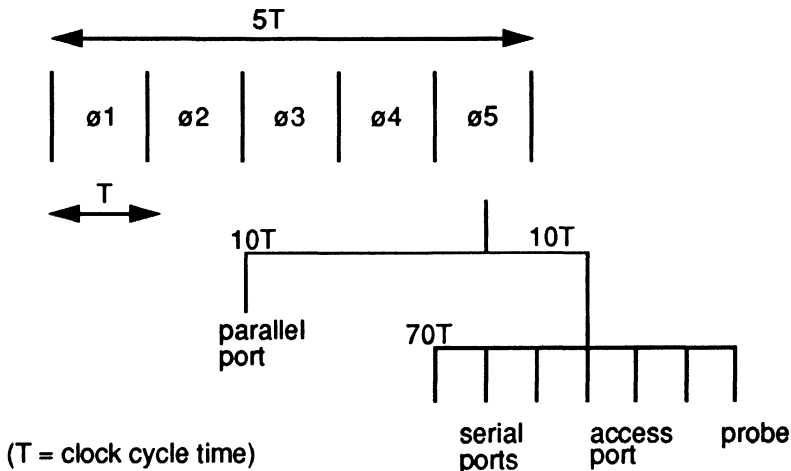 5T
ø1 ø2 ø3 ø4 ø5
T
10T 10T
parallel
port
70T
serial
ports
access
port
probe
(T = clock cycle time)